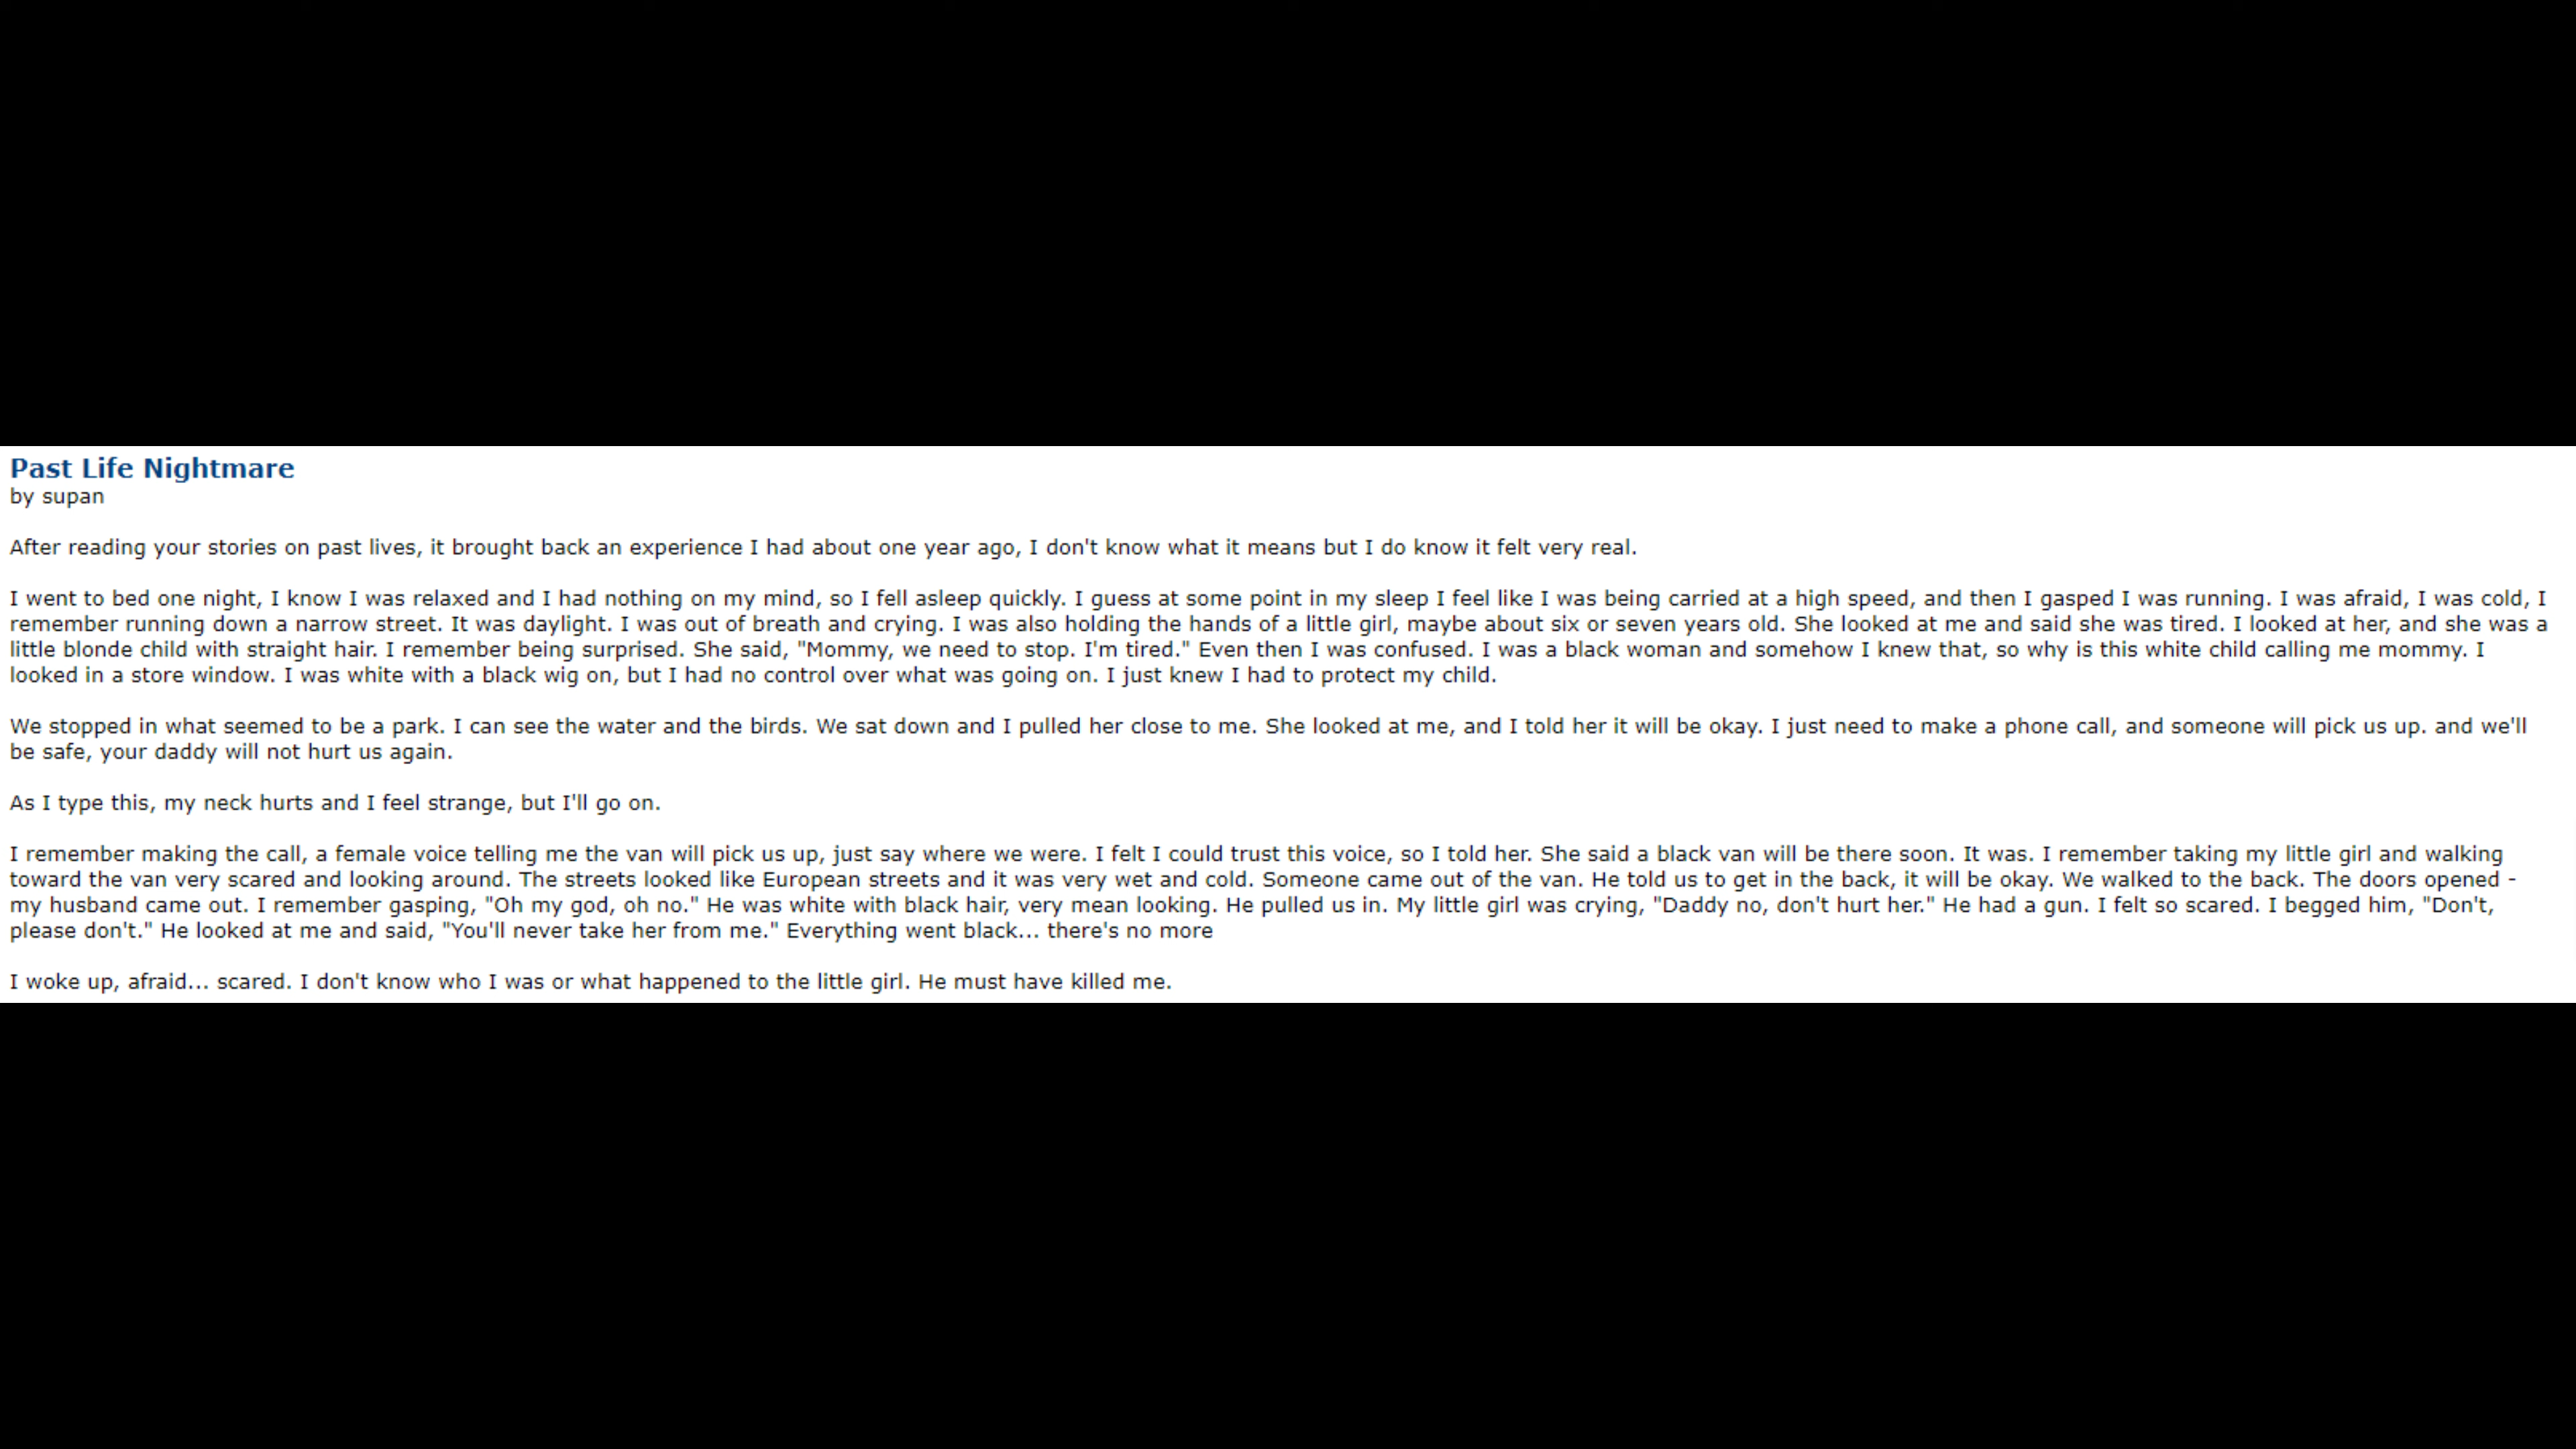 Past Life Nightmare
by supan
After reading your stories on past lives, it brought back an experience I had about one year ago, I don't know what it means but I do know it felt very real.
I went to bed one night, I know I was relaxed and I had nothing on my mind, so I fell asleep quickly. I guess at some point in my sleep I feel like I was being carried at a high speed, and then I gasped I was running. I was afraid, I was cold, I
remember running down a narrow street. It was daylight. I was out of breath and crying. I was also holding the hands of a little girl, maybe about six or seven years old. She looked at me and said she was tired. I looked at her, and she was a
little blonde child with straight hair. I remember being surprised. She said, "Mommy, we need to stop. I'm tired." Even then I was confused. I was a black woman and somehow I knew that, so why is this white child calling me mommy. I
looked in a store window. I was white with a black wig on, but I had no control over what was going on. I just knew I had to protect my child.
We stopped in what seemed to be a park. I can see the water and the birds. We sat down and I pulled her close to me. She looked at me, and I told her it will be okay. I just need to make a phone call, and someone will pick us up. and we'll
be safe, your daddy will not hurt us again.
As I type this, my neck hurts and I feel strange, but I'll go on.
I remember making the call, a female voice telling me the van will pick us up, just say where we were. I felt I could trust this voice, so I told her. She said a black van will be there soon. It was. I remember taking my little girl and walking
toward the van very scared and looking around. The streets looked like European streets and it was very wet and cold. Someone came out of the van. He told us to get in the back, it will be okay. We walked to the back. The doors opened -
my husband came out. I remember gasping, "Oh my god, oh no." He was white with black hair, very mean looking. He pulled us in. My little girl was crying, "Daddy no, don't hurt her." He had a gun. I felt so scared. I begged him, "Don't,
please don't." He looked at me and said, "You'll never take her from me." Everything went black... there's no more
I woke up, afraid... scared. I don't know who I was or what happened to the little girl. He must have killed me.